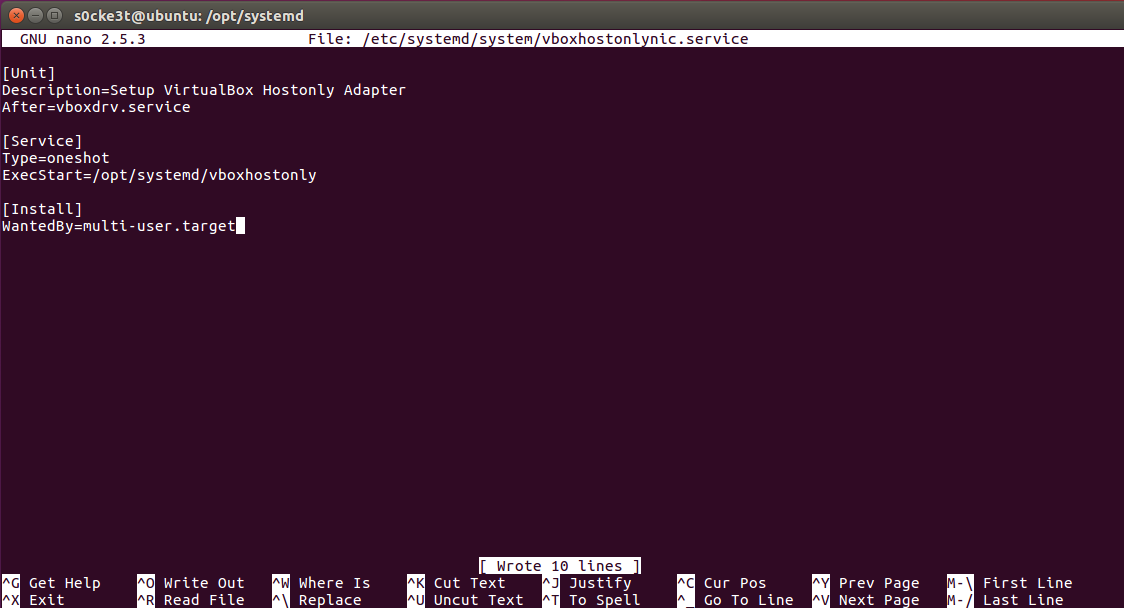 s0cke3t@ubuntu: /opt/systemd
GNU nano 2.5.3 File: /etc/systemd/system/vboxhostonlynic.service
[Unit]
Description=Setup VirtualBox Hostonly Adapter
After=vboxdrv.service
[Service]
Type=oneshot
ExecStart=/opt/systemd/vboxhostonly
[Install]
WantedBy=multi-user.target
[ Wrote 10 lines ]
^G Get Help ^O Write Out ^W Where Is ^K Cut Text ^J Justify ^C Cur Pos ^Y Prev Page M-\ First Line
^X Exit ^R Read File ^\ Replace ^U Uncut Text ^T To Spell ^_ Go To Line ^V Next Page M-/ Last Line